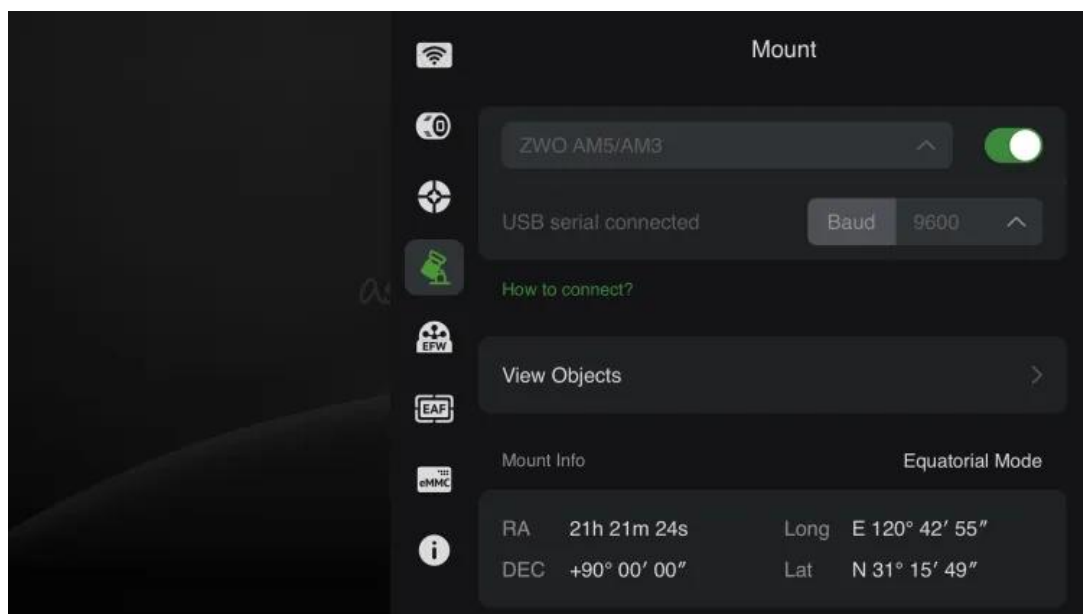 Mount
ZWO AM5/AM3
USB serial connected
Baud 9600
How to connect?
EFW
View Objects
EAF
Mount Info
Equatorial Mode
eMMC
RA 21h 21m 24s Long E 120° 42′ 55″
DEC +90° 00′ 00″ Lat N 31° 15′ 49″